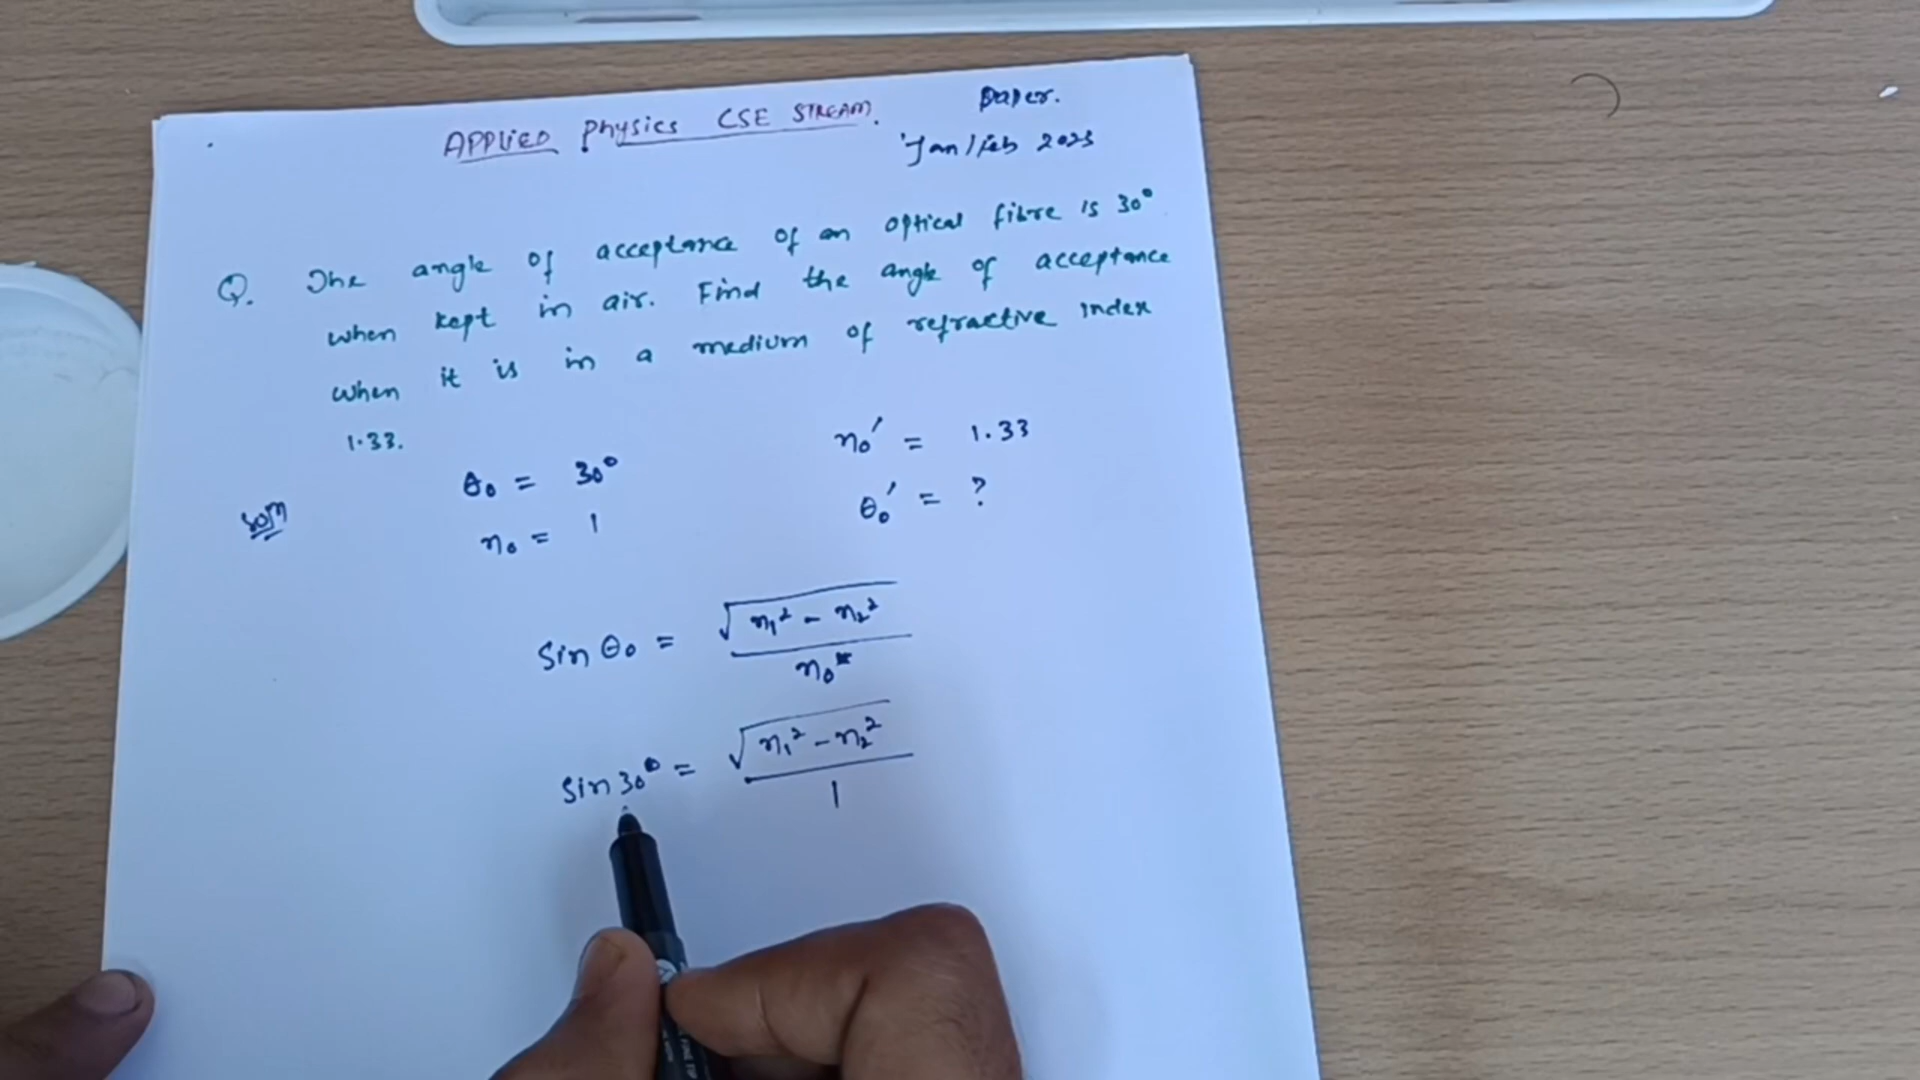 APPLIED Physics CSE STREAM.
Paper.
Jan/Feb 2023
Q. The angle of acceptance of an optical fibre is 30°
when kept in air. Find the angle of acceptance
when it is in a medium of refractive index
1.33.
Soln
θ₀ = 30°
n₀ = 1
n₀′ = 1.33
θ₀′ = ?
Sin θ₀ = √(n₁² - n₂²) / n₀
Sin 30° = √(n₁² - n₂²) / 1